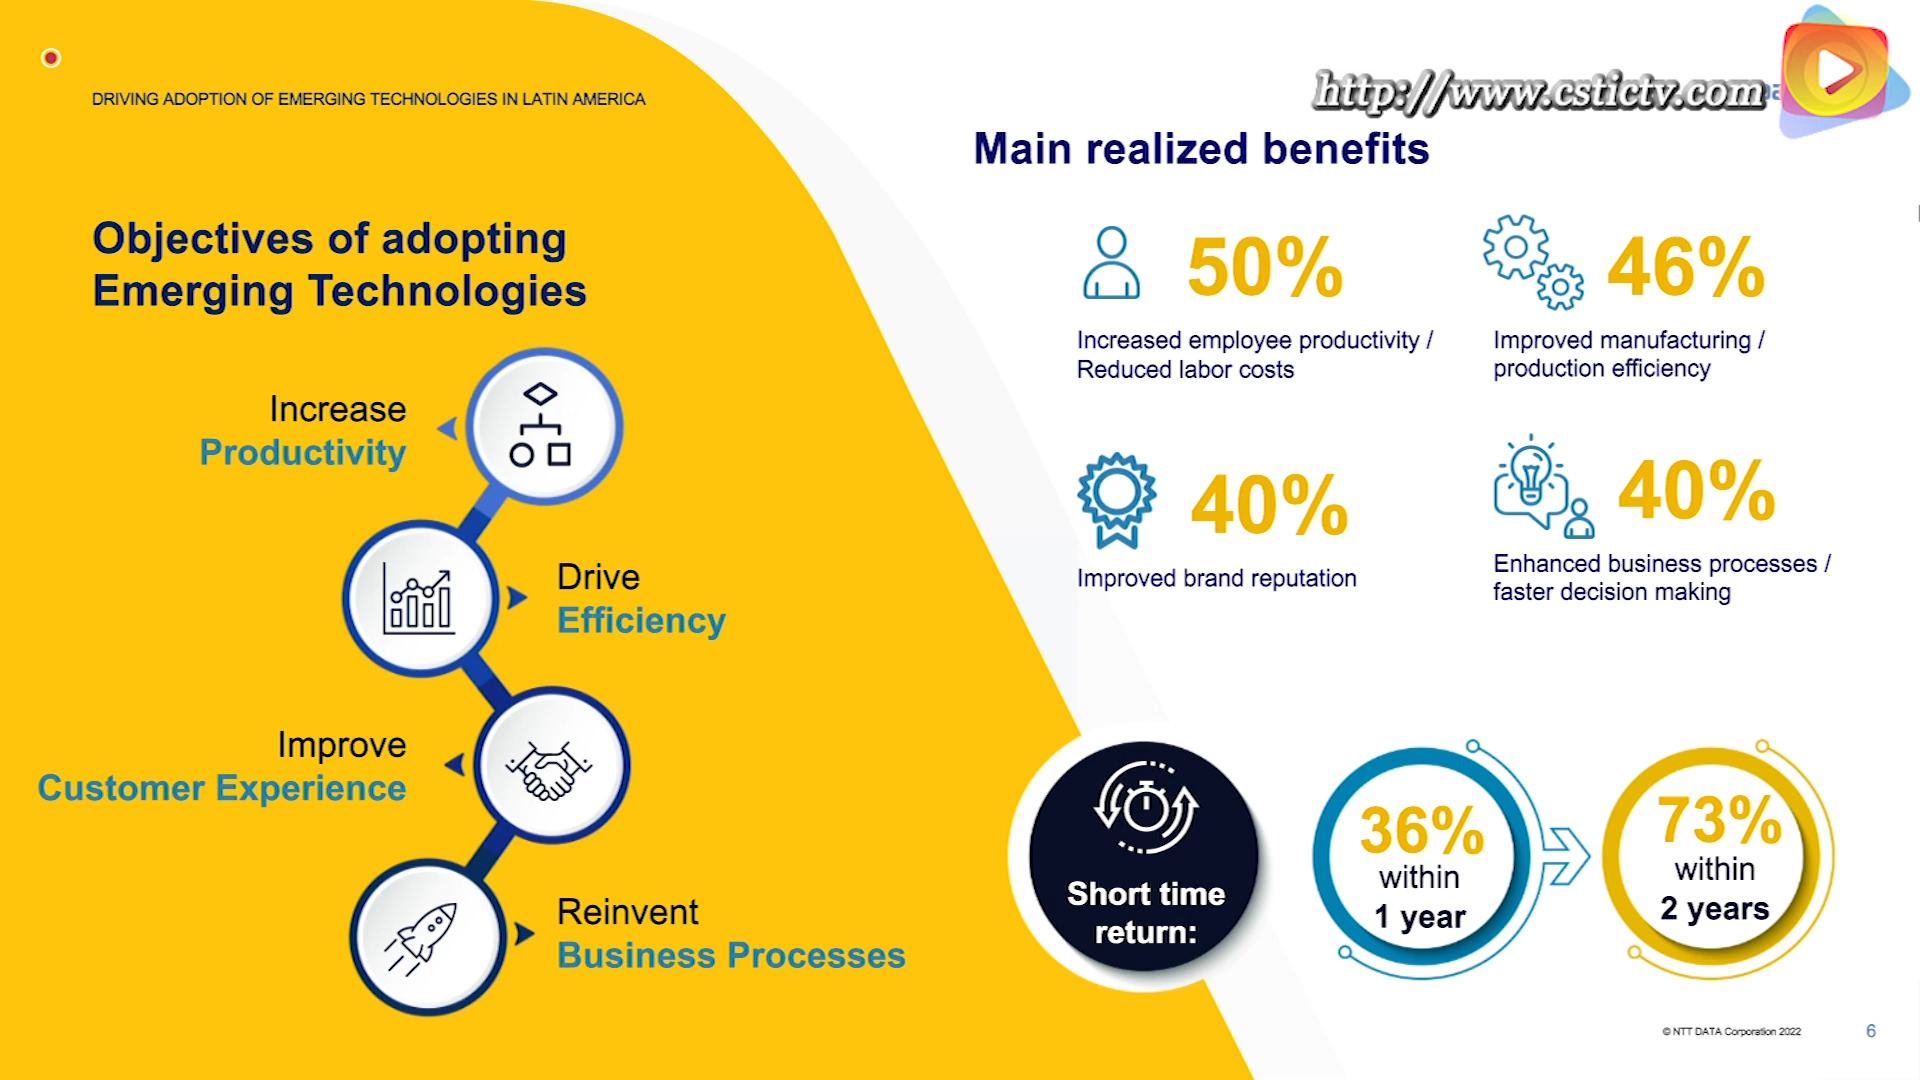 http://www.cstictv.com
DRIVING ADOPTION OF EMERGING TECHNOLOGIES IN LATIN AMERICA
Objectives of adopting
Emerging Technologies
Increase
Productivity
Drive
Efficiency
Improve
Customer Experience
Reinvent
Business Processes
Main realized benefits
50%
Increased employee productivity /
Reduced labor costs
46%
Improved manufacturing /
production efficiency
40%
Improved brand reputation
40%
Enhanced business processes /
faster decision making
Short time
return:
36%
within
1 year
73%
within
2 years
© NTT DATA Corporation 2022
6